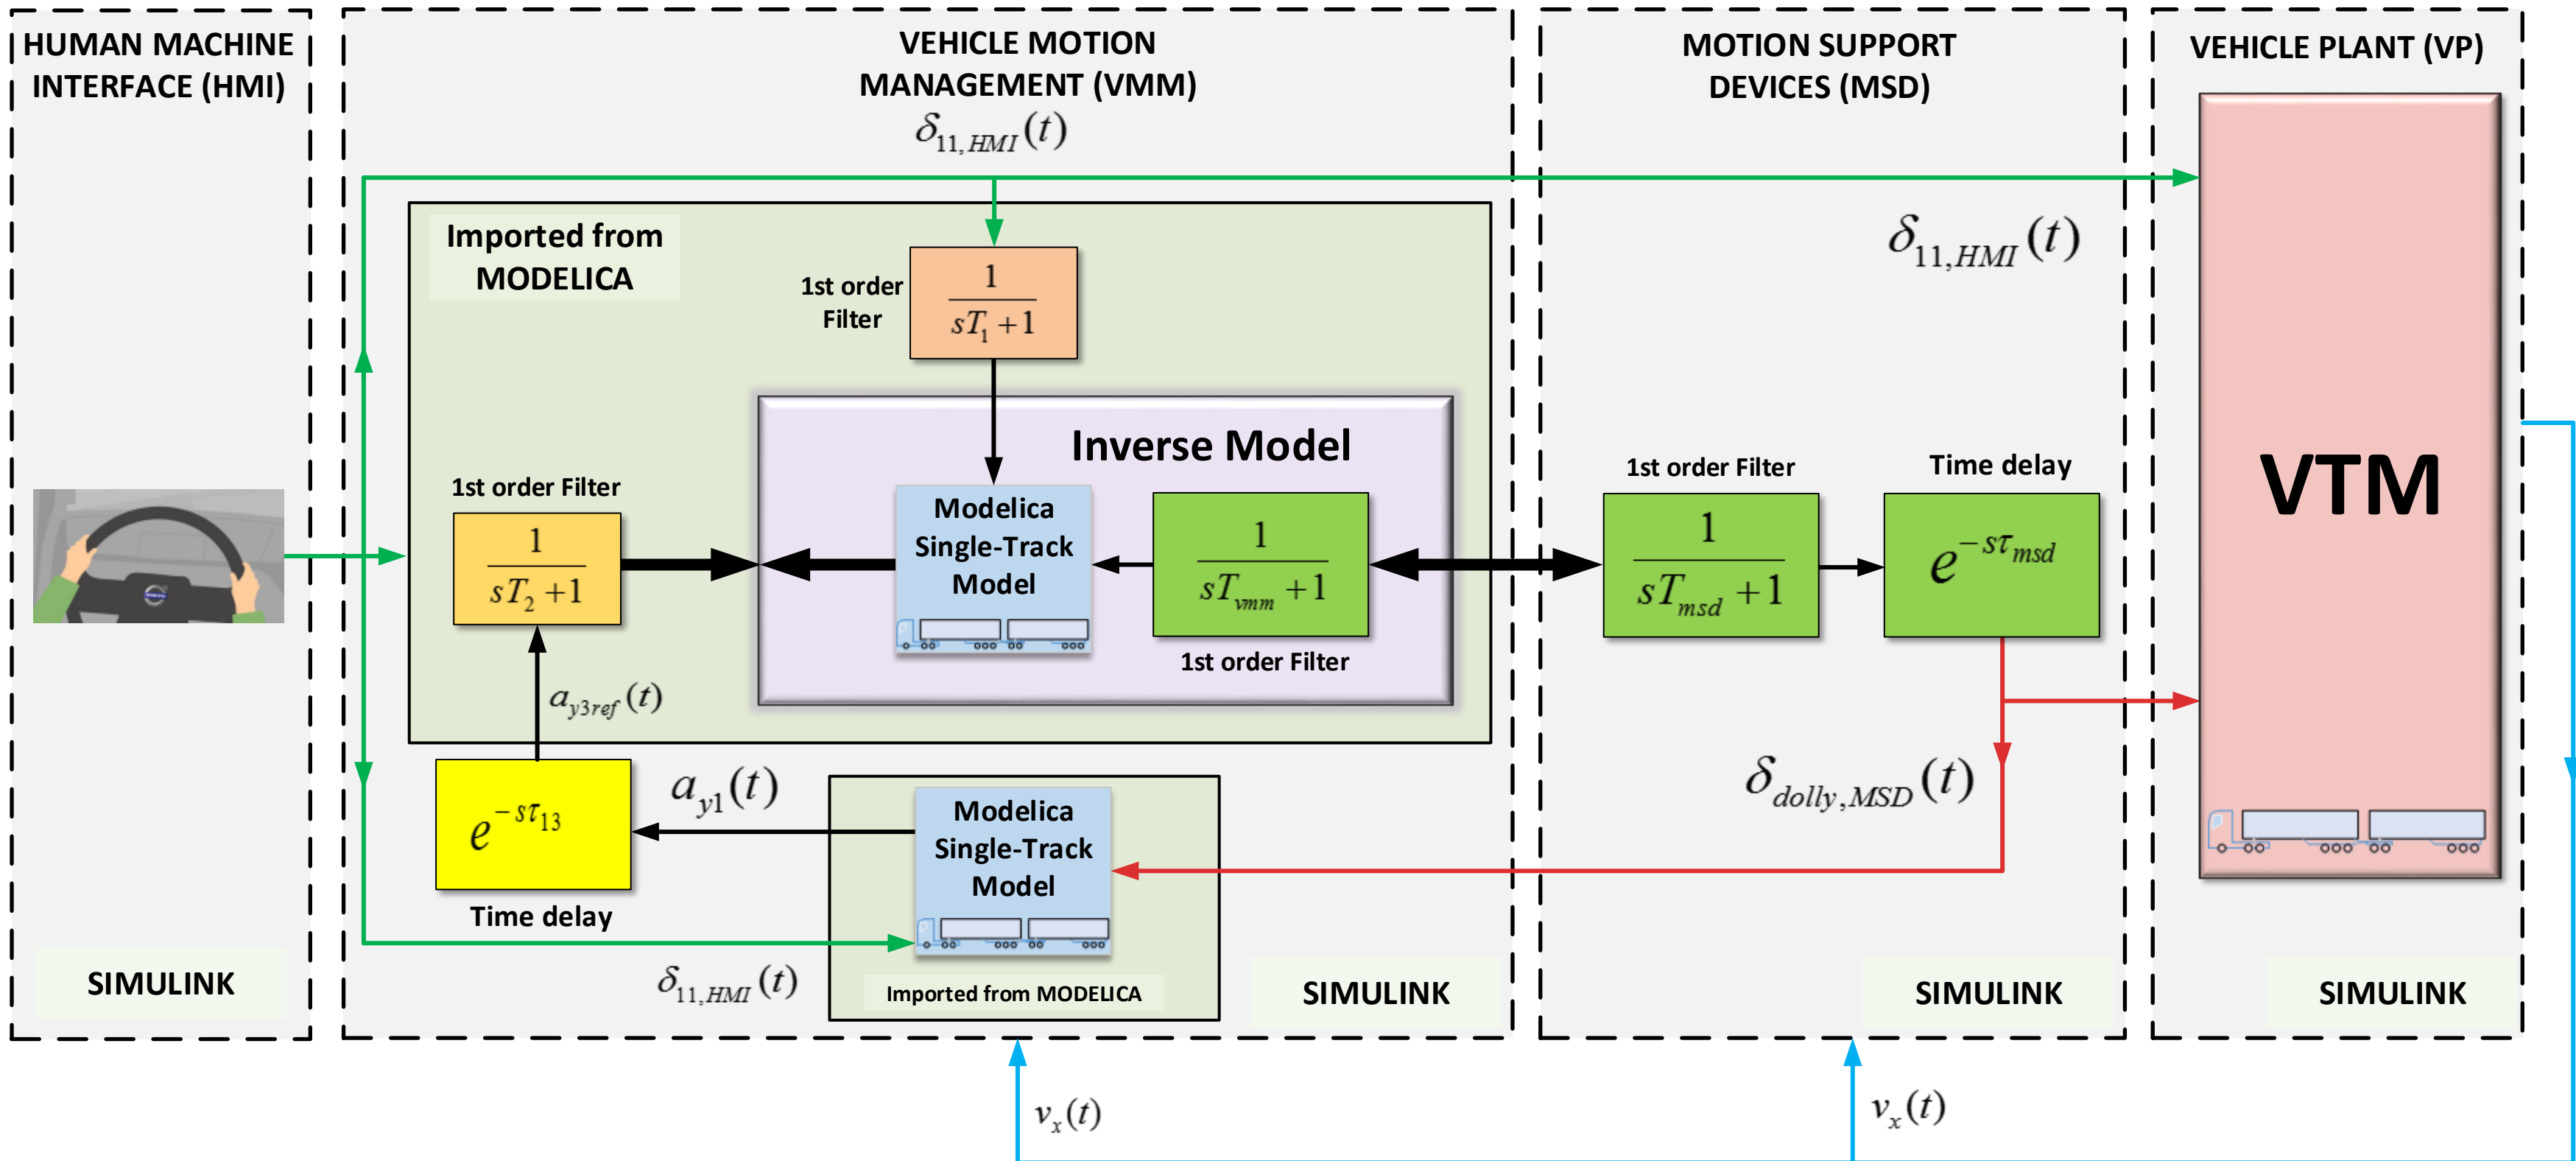 HUMAN MACHINE
INTERFACE (HMI)
SIMULINK
VEHICLE MOTION
MANAGEMENT (VMM)
δ₁₁,HMI(t)
Imported from
MODELICA
1st order
Filter
1
sT₁ +1
Inverse Model
1st order Filter
1
sT₂ +1
Modelica
Single-Track
Model
1
sTvmm +1
1st order Filter
ay3ref(t)
e^−sτ₁₃
Time delay
ay1(t)
Modelica
Single-Track
Model
Imported from MODELICA
δ₁₁,HMI(t)
SIMULINK
vx(t)
MOTION SUPPORT
DEVICES (MSD)
δ₁₁,HMI(t)
1st order Filter
1
sTmsd +1
Time delay
e^−sτmsd
δdolly,MSD(t)
SIMULINK
vx(t)
VEHICLE PLANT (VP)
VTM
SIMULINK